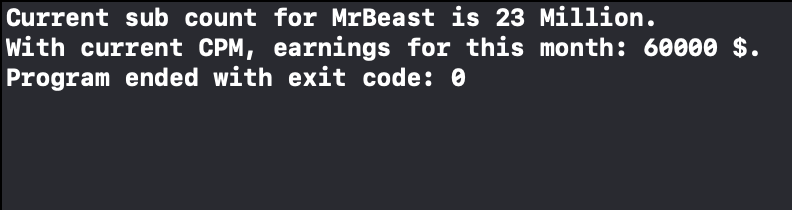 Current sub count for MrBeast is 23 Million.
With current CPM, earnings for this month: 60000 $.
Program ended with exit code: 0